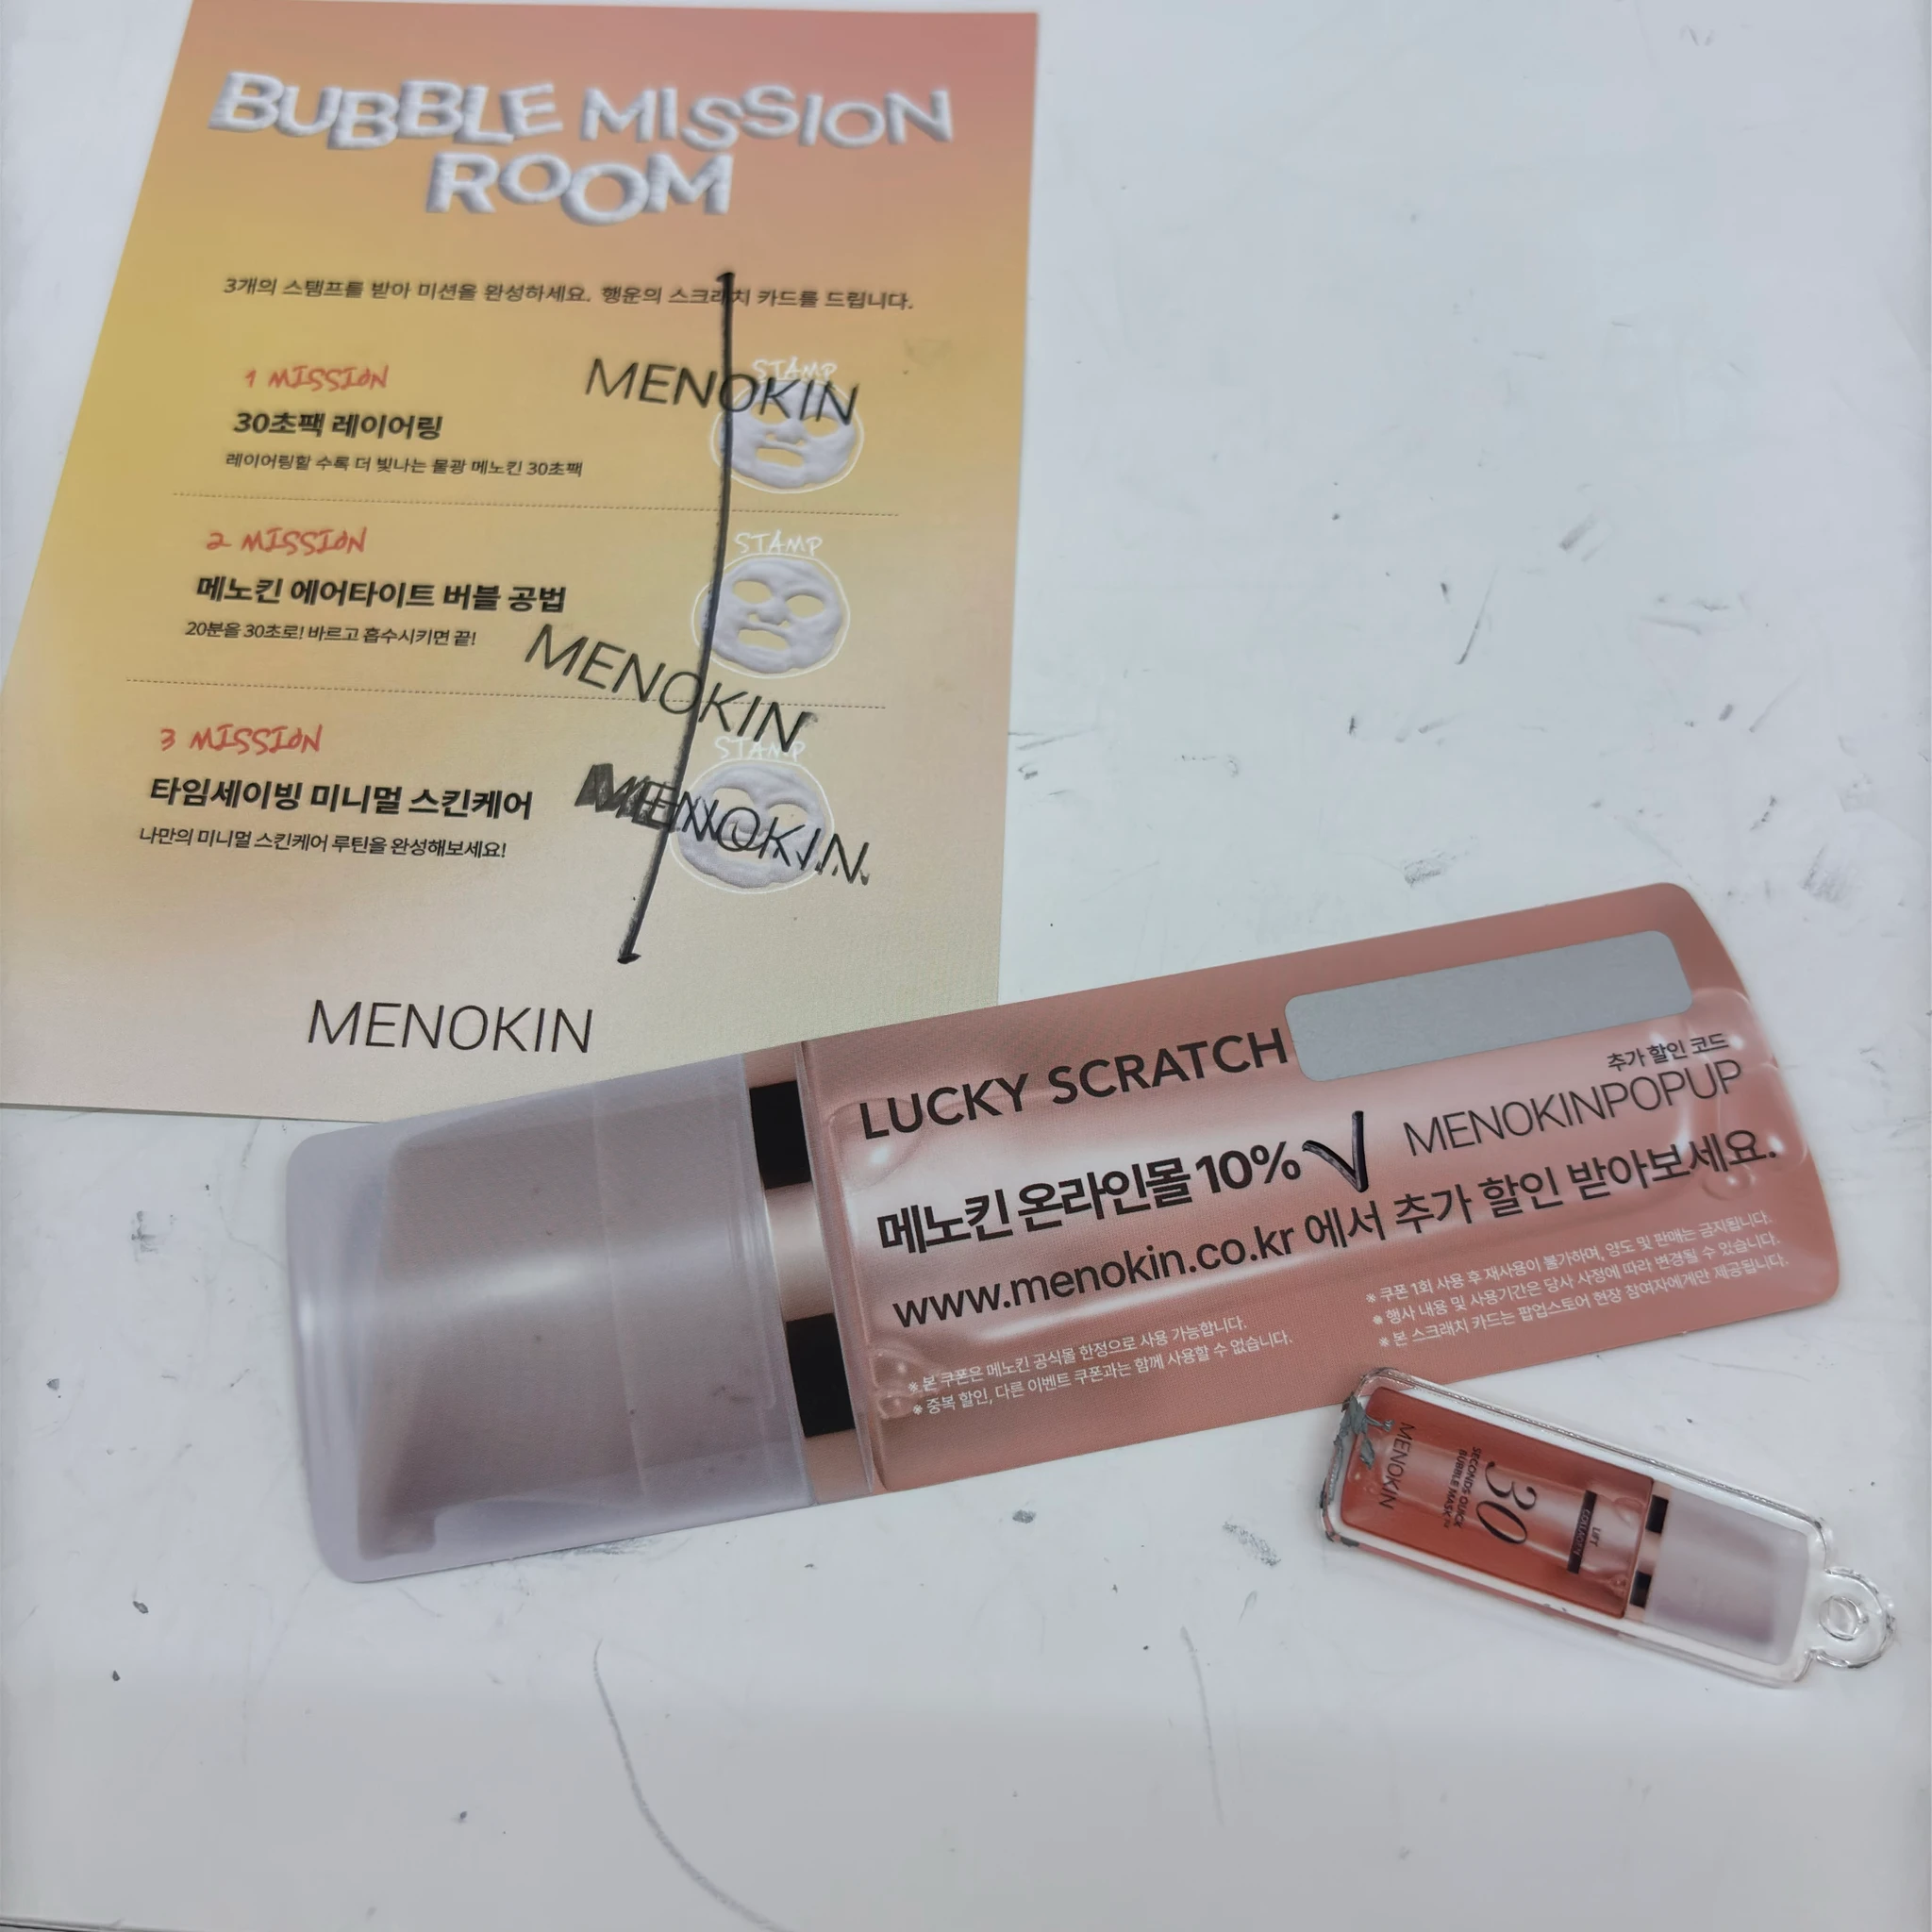 BUBBLE MISSION
ROOM
3개의 스탬프를 받아 미션을 완성하세요. 행운의 스크래치 카드를 드립니다.
1 MISSION
30초팩 레이어링
레이어링할 수록 더 빛나는 물광 메노킨 30초팩
STAMP
MENOKIN
2 MISSION
메노킨 에어타이트 버블 공법
20분을 30초로! 바르고 흡수시키면 끝!
STAMP
MENOKIN
3 MISSION
타임세이빙 미니멀 스킨케어
나만의 미니멀 스킨케어 루틴을 완성해보세요!
STAMP
MENOKIN
MENOKIN
LUCKY SCRATCH
메노킨 온라인몰 10%
추가 할인 코드
MENOKINPOPUP
www.menokin.co.kr 에서 추가 할인 받아보세요.
※ 본 쿠폰은 메노킨 공식몰 한정으로 사용 가능합니다.
※ 중복 할인, 다른 이벤트 쿠폰과는 함께 사용할 수 없습니다.
※ 쿠폰 1회 사용 후 재사용이 불가하며, 양도 및 판매는 금지됩니다.
※ 행사 내용 및 사용기간은 당사 사정에 따라 변경될 수 있습니다.
※ 본 스크래치 카드는 팝업스토어 현장 참여자에게만 제공됩니다.
LIFT
COLLAGEN
30
SECONDS QUICK
BUBBLE MASK
MENOKIN